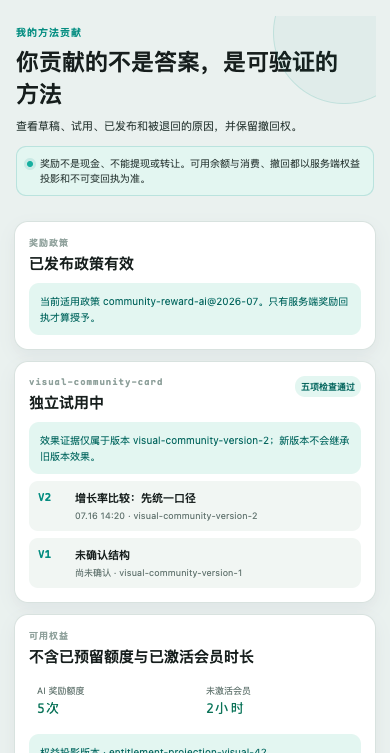 我的方法贡献
你贡献的不是答案，是可验证的
方法
查看草稿、试用、已发布和被退回的原因，并保留撤回权。
奖励不是现金、不能提现或转让。可用余额与消费、撤回都以服务端权益
投影和不可变回执为准。
奖励政策
已发布政策有效
当前适用政策 community-reward-ai@2026-07。只有服务端奖励回
执才算授予。
visual-community-card
五项检查通过
独立试用中
效果证据仅属于版本 visual-community-version-2；新版本不会继承
旧版本效果。
V2 增长率比较：先统一口径
07.16 14:20 · visual-community-version-2
V1 未确认结构
尚未确认 · visual-community-version-1
可用权益
不含已预留额度与已激活会员时长
AI 奖励额度 未激活会员
5次 2小时
权益投影版本 · entitlement-projection-visual-42